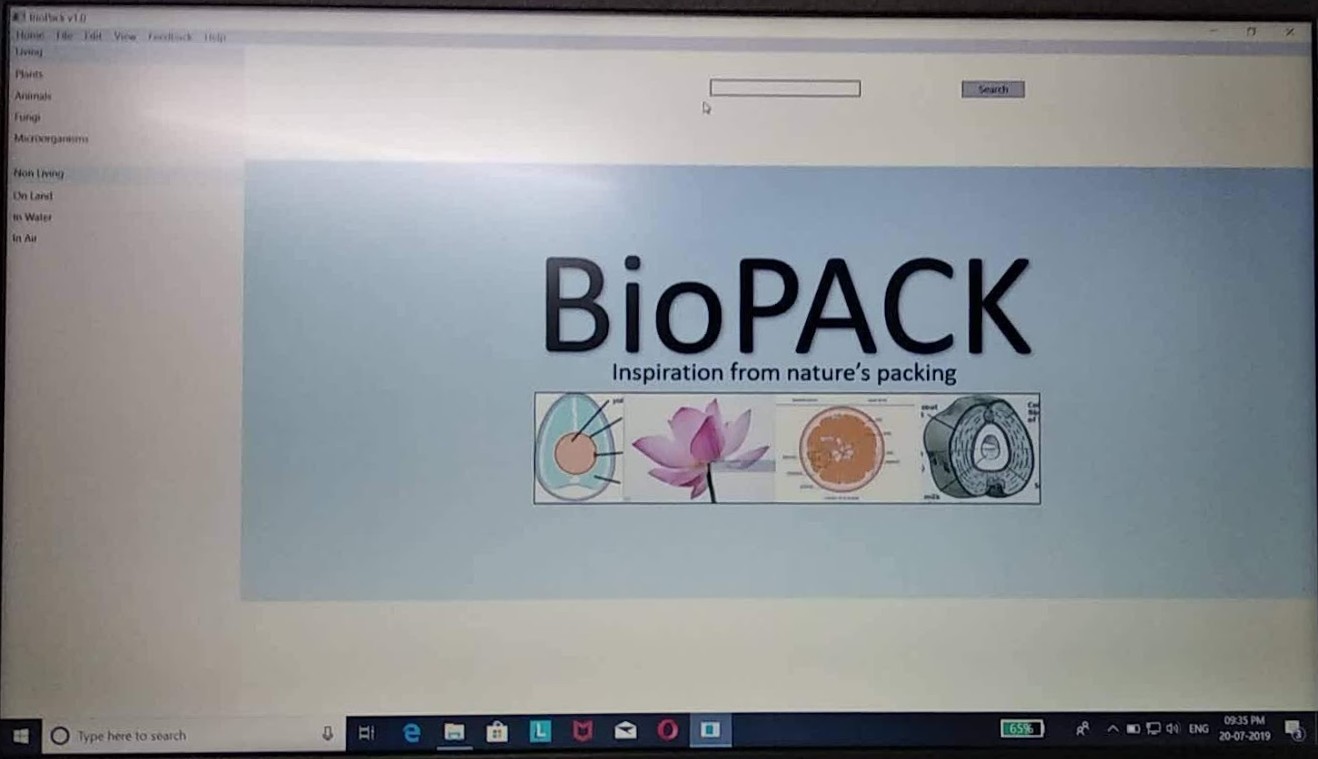 BioPack v1.0
Home File Edit View Feedback Help
Living
Plants
Animals
Fungi
Microorganisms
Non Living
On Land
In Water
In Air
Search
BioPACK
Inspiration from nature's packing
milk
Type here to search
65%
ENG
09:35 PM
20-07-2019
3